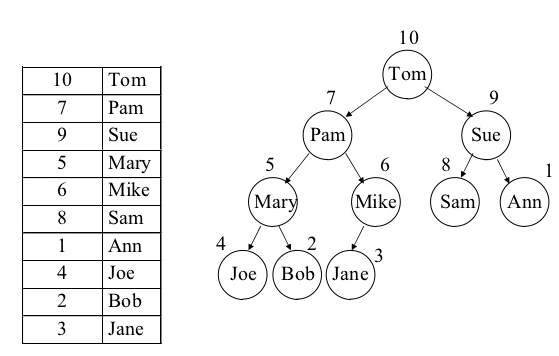 10 Tom
7 Pam
9 Sue
5 Mary
6 Mike
8 Sam
1 Ann
4 Joe
2 Bob
3 Jane
10
Tom
7 9
Pam Sue
5 6 8 1
Mary Mike Sam Ann
4 2 3
Joe Bob Jane